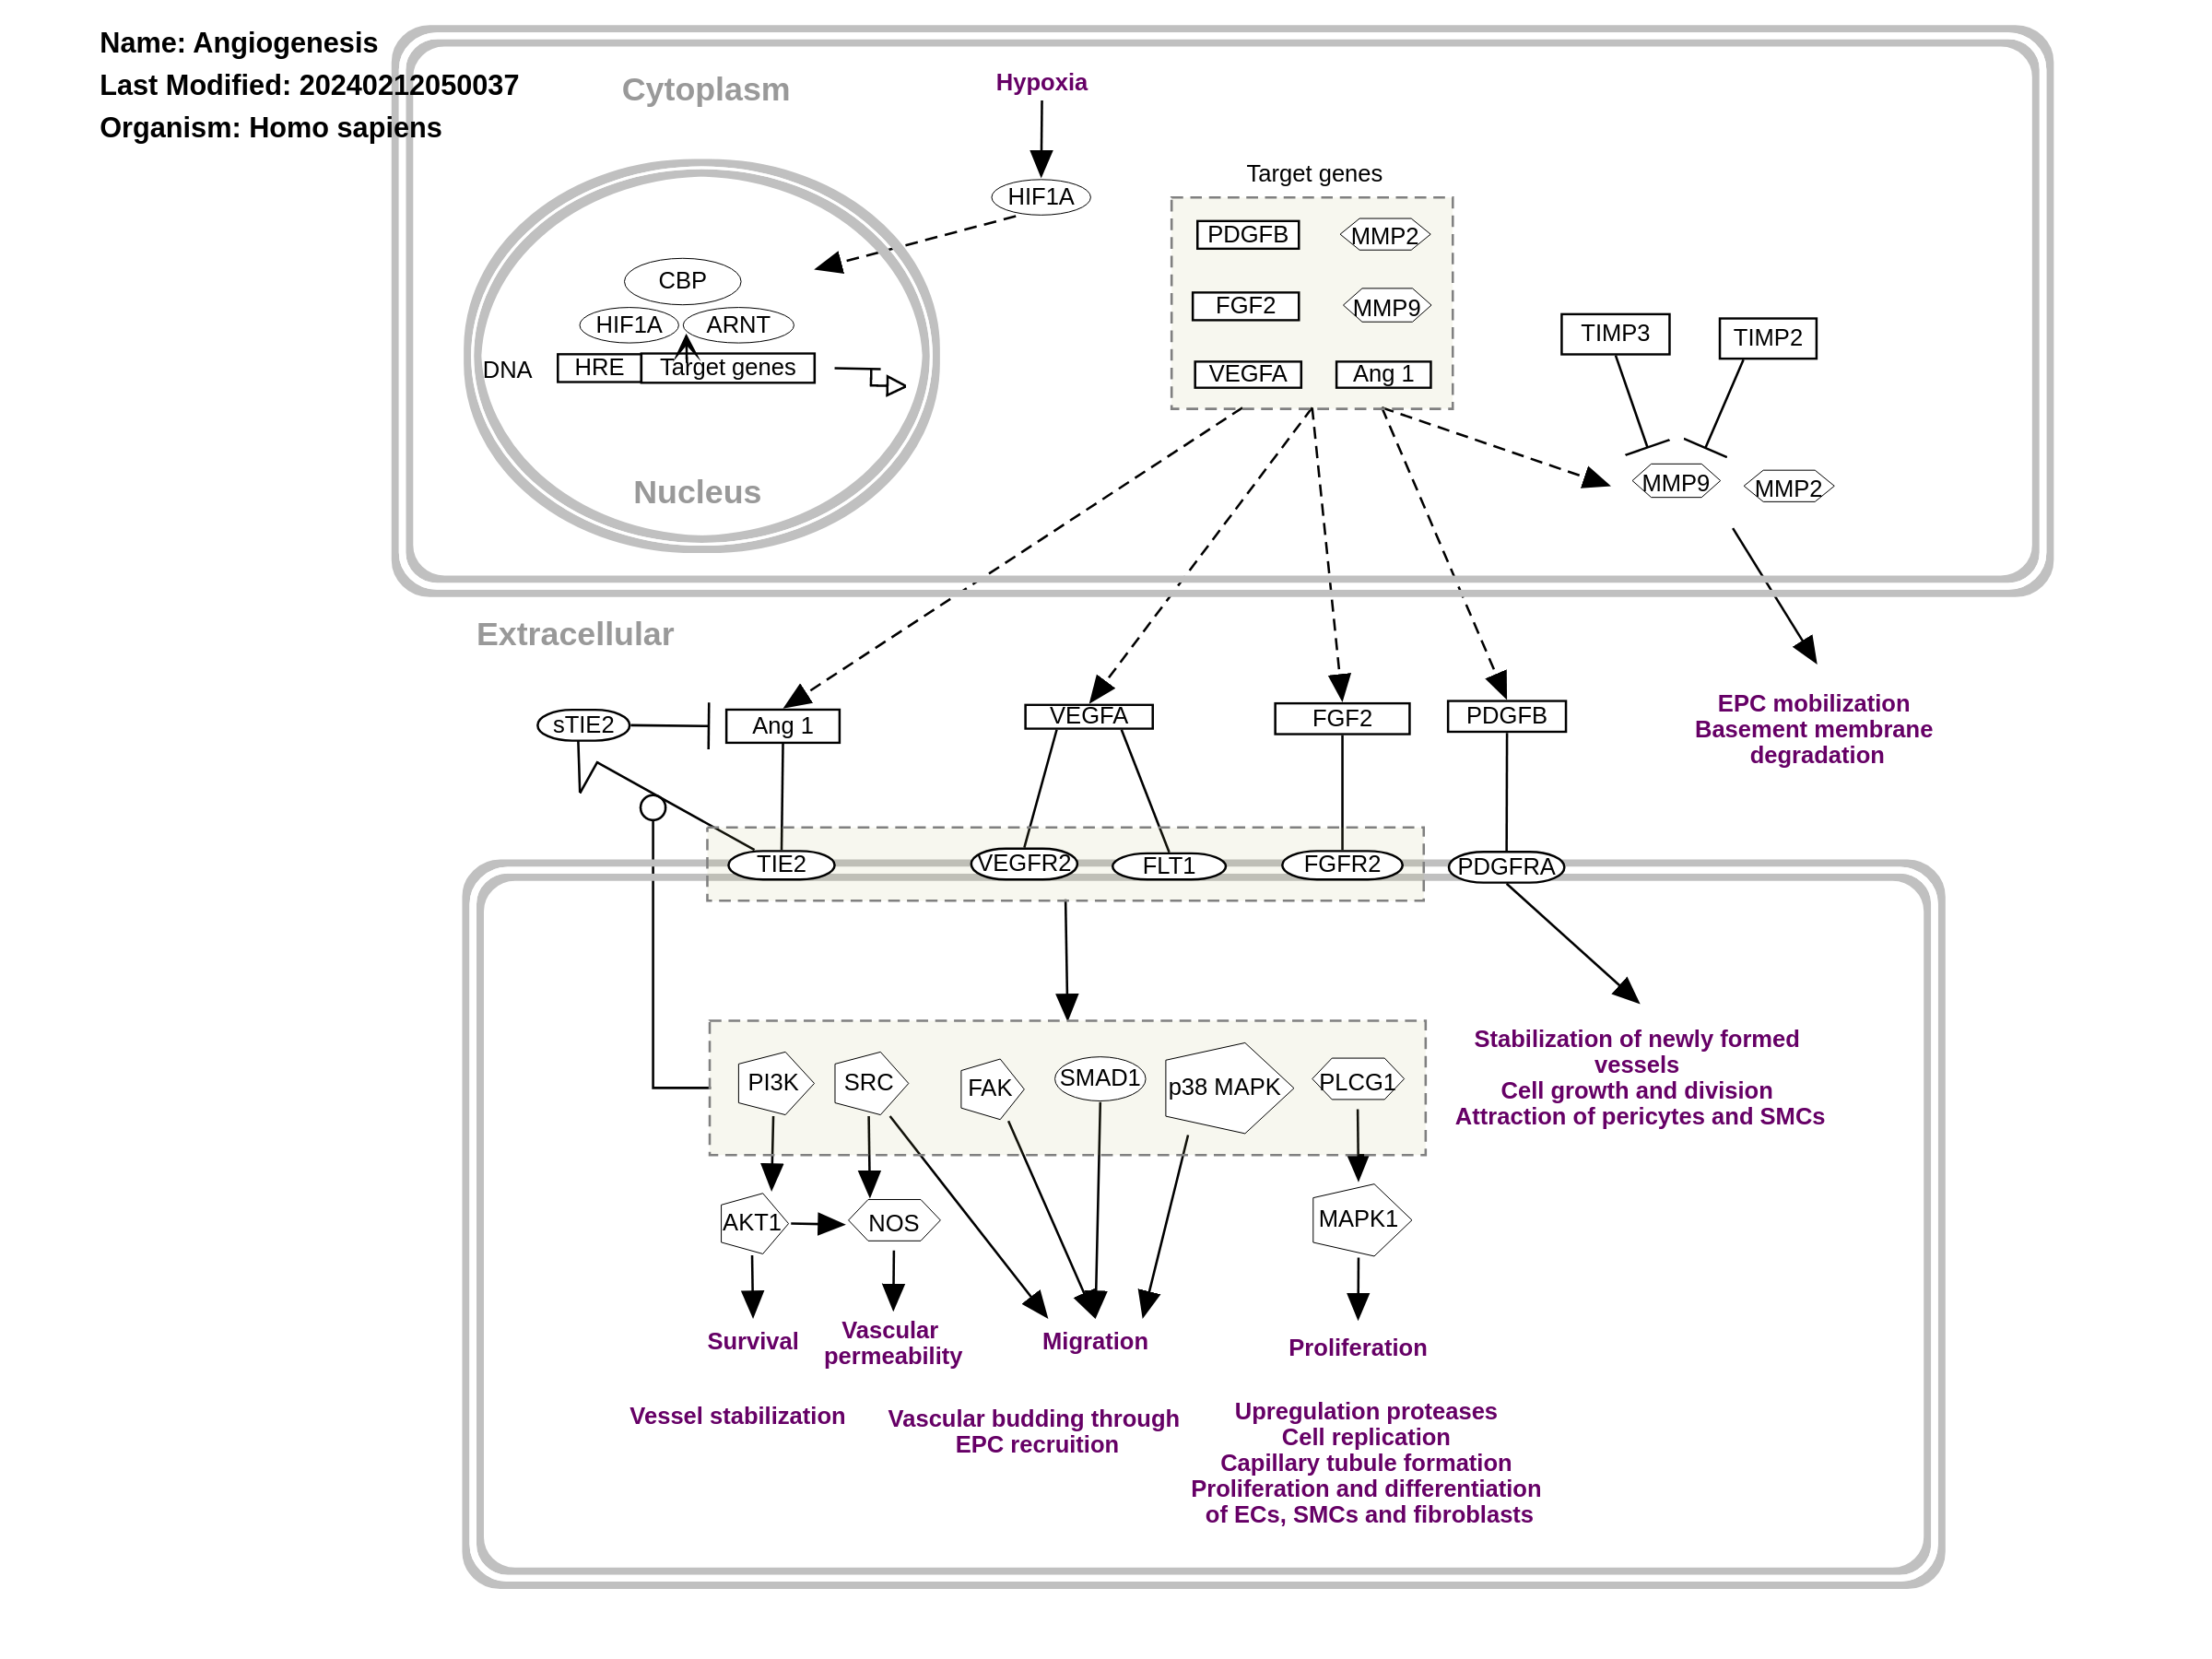 Name: Angiogenesis
Last Modified: 20240212050037
Organism: Homo sapiens
Cytoplasm
Hypoxia
HIF1A
Target genes
PDGFB
MMP2
FGF2
MMP9
VEGFA
Ang 1
CBP
HIF1A
ARNT
DNA
HRE
Target genes
Nucleus
TIMP3
TIMP2
MMP9
MMP2
Extracellular
sTIE2
Ang 1
VEGFA
FGF2
PDGFB
EPC mobilization
Basement membrane
degradation
TIE2
VEGFR2
FLT1
FGFR2
PDGFRA
PI3K
SRC
FAK
SMAD1
p38 MAPK
PLCG1
Stabilization of newly formed
vessels
Cell growth and division
Attraction of pericytes and SMCs
AKT1
NOS
MAPK1
Survival
Vascular
permeability
Migration
Proliferation
Vessel stabilization
Vascular budding through
EPC recruition
Upregulation proteases
Cell replication
Capillary tubule formation
Proliferation and differentiation
of ECs, SMCs and fibroblasts